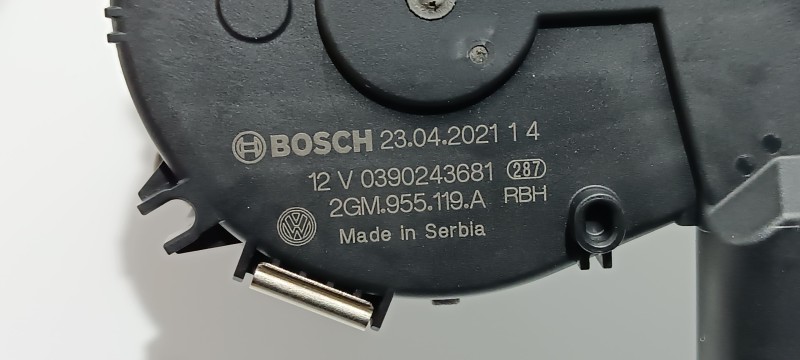 BOSCH 23.04.2021 1 4
12 V 0390243681 287
2GM.955.119.A RBH
Made in Serbia